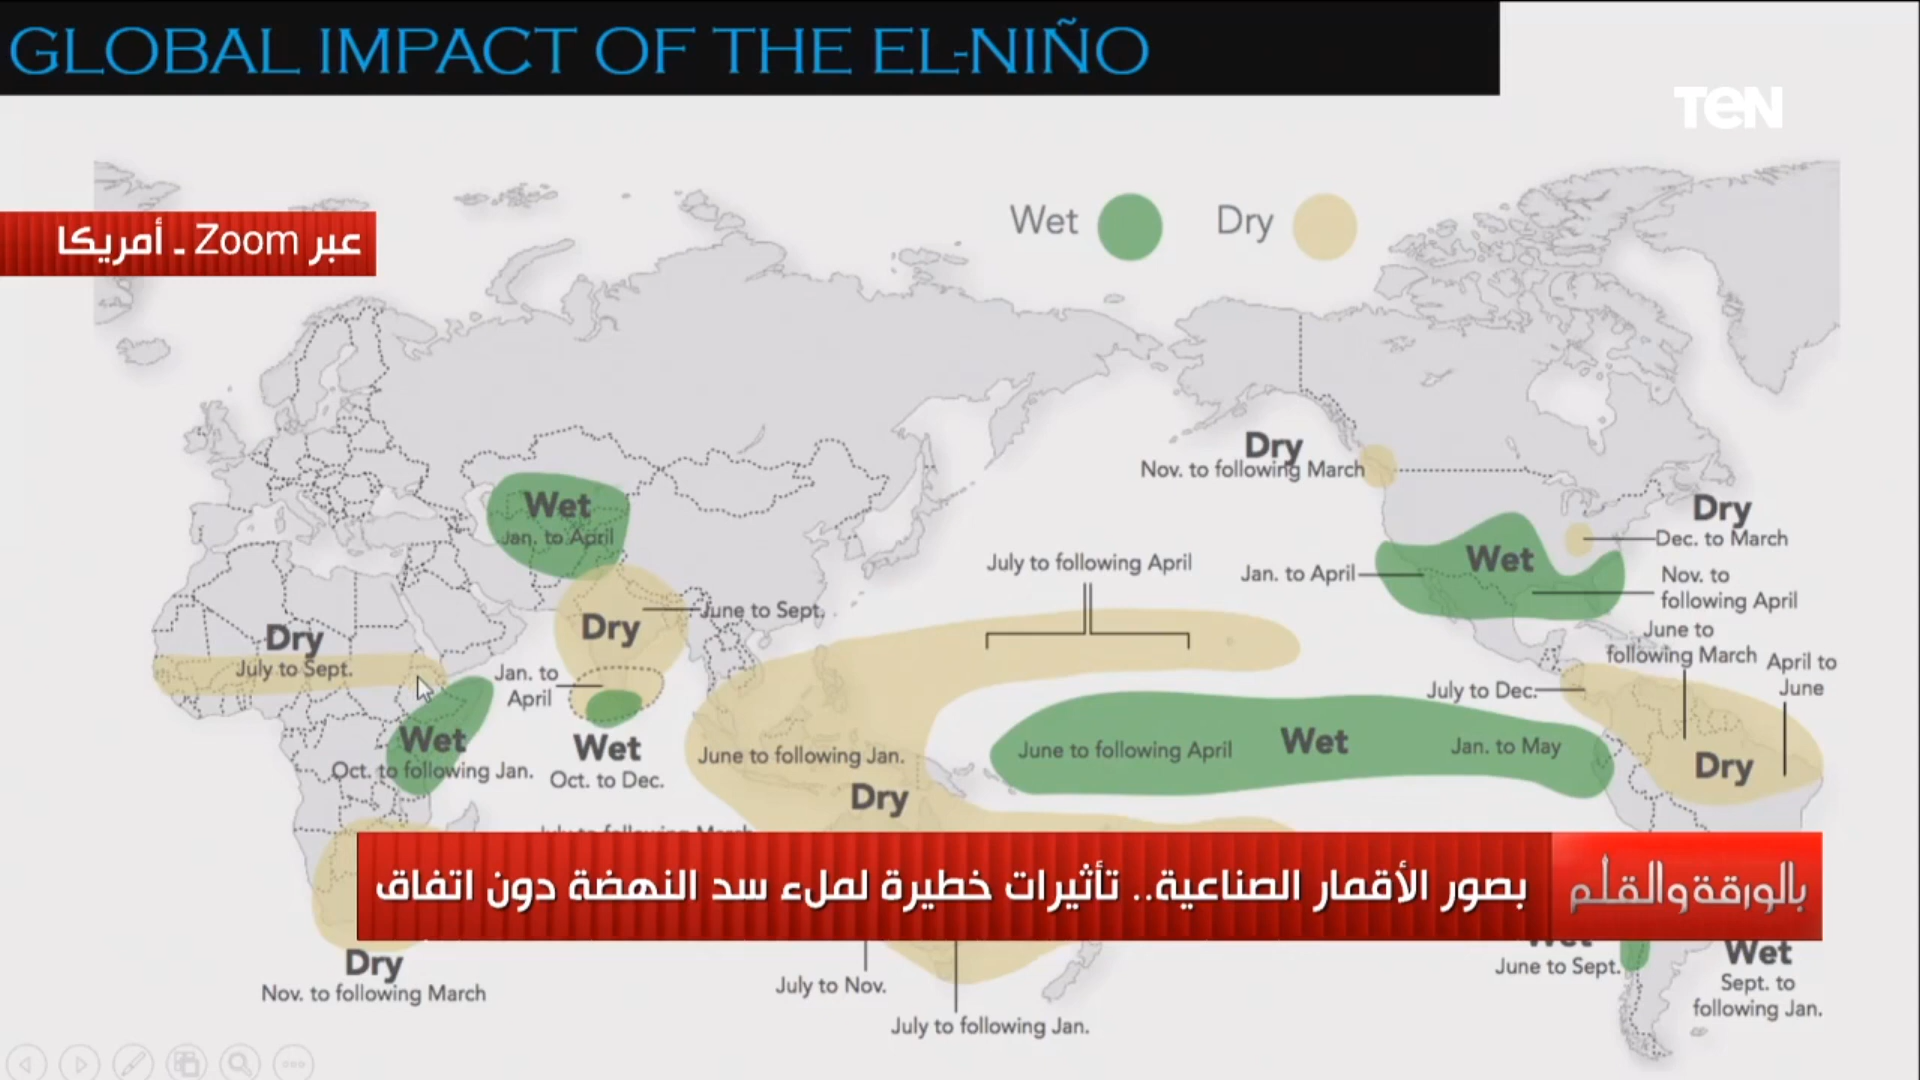 GLOBAL IMPACT OF THE EL-NIÑO
TEN
Wet
Dry
عبر Zoom ـ أمريكا
Dry
Nov. to following March
Wet
Jan. to April
Dry
Dec. to March
July to following April
Jan. to April
Wet
Nov. to
following April
Dry
June to Sept.
June to
following March
April to
June
Dry
July to Sept.
Jan. to
April
July to Dec.
Wet
Oct. to following Jan.
Wet
Oct. to Dec.
June to following Jan.
Dry
June to following April
Wet
Jan. to May
Dry
July to following March
بالورقة والقلم
بصور الأقمار الصناعية.. تأثيرات خطيرة لملء سد النهضة دون اتفاق
Dry
Nov. to following March
July to Nov.
July to following Jan.
Wet
June to Sept.
Wet
Sept. to
following Jan.